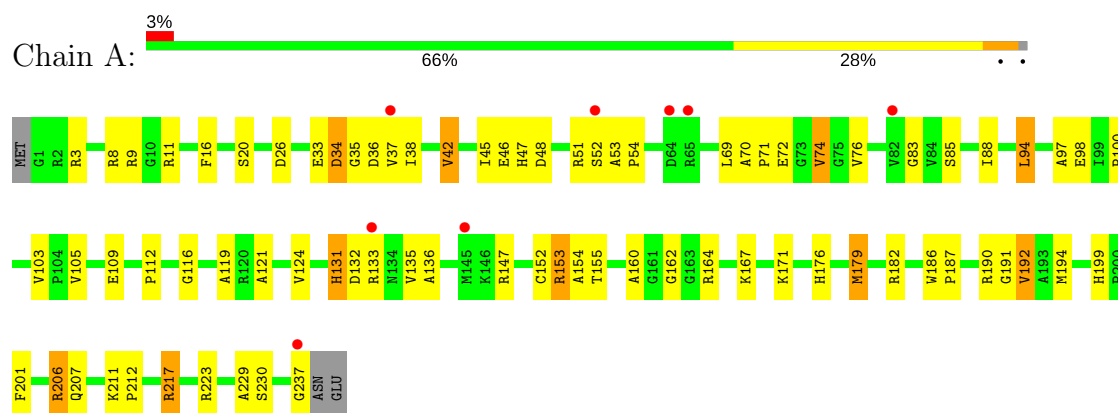 3%
Chain A:
66% 28% • •
MET G1 R2 R3 R8 R9 G10 R11 F16 S20 D26 E33 D34 G35 D36 V37 I38 V42 I45 E46 H47 D48 R51 S52 A53 P54 D64 R65 L69 A70 P71 E72 G73 V74 G75 V76 V82 G83 V84 S85 I88 L94 A97 E98 I99
V103 P104 V105 E109 P112 G116 A119 R120 A121 V124 H131 D132 R133 N134 V135 A136 M145 K146 R147 C152 R153 A154 T155 A160 G161 G162 G163 R164 K167 K171 H176 M179 R182 W186 P187 R190 G191 V192 A193 M194 H199
F201 R206 Q207 K211 P212 R217 R223 A229 S230 G237 ASN GLU